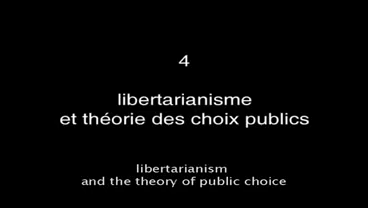 4
libertarianisme
et théorie des choix publics
libertarianism
and the theory of public choice